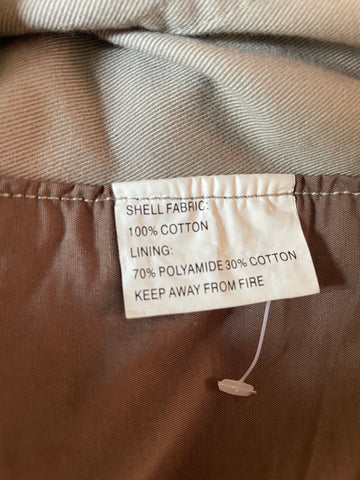 SHELL FABRIC:
100% COTTON
LINING:
70% POLYAMIDE 30% COTTON
KEEP AWAY FROM FIRE